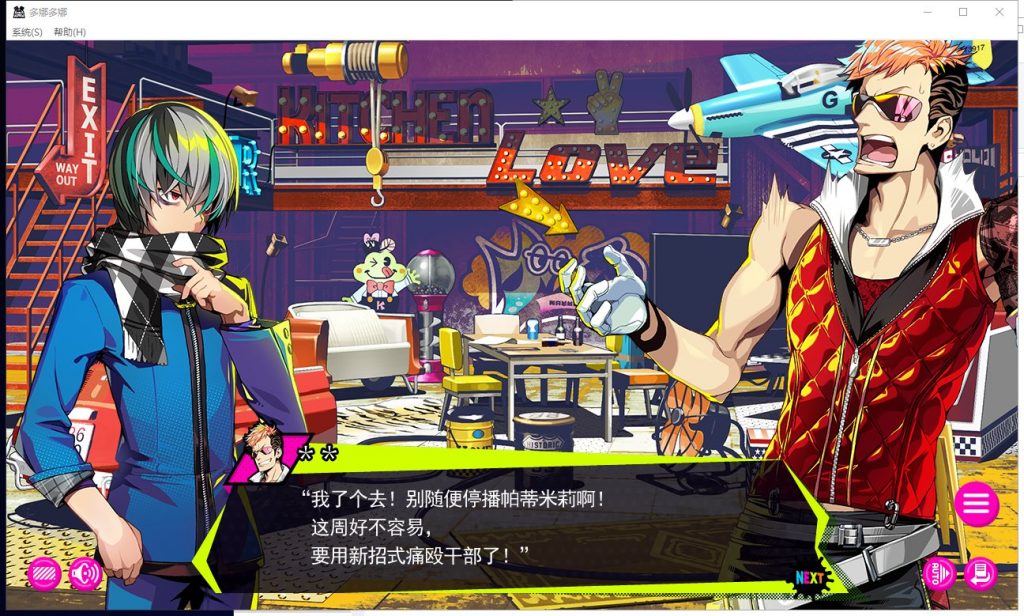 多娜多娜
系统(S) 帮助(H)
EXIT
WAY
OUT
KITCHEN
Love
G
HISTORIC
**
“我了个去！别随便停播帕蒂米莉啊！
这周好不容易，
要用新招式痛殴干部了！”
NEXT
AUTO